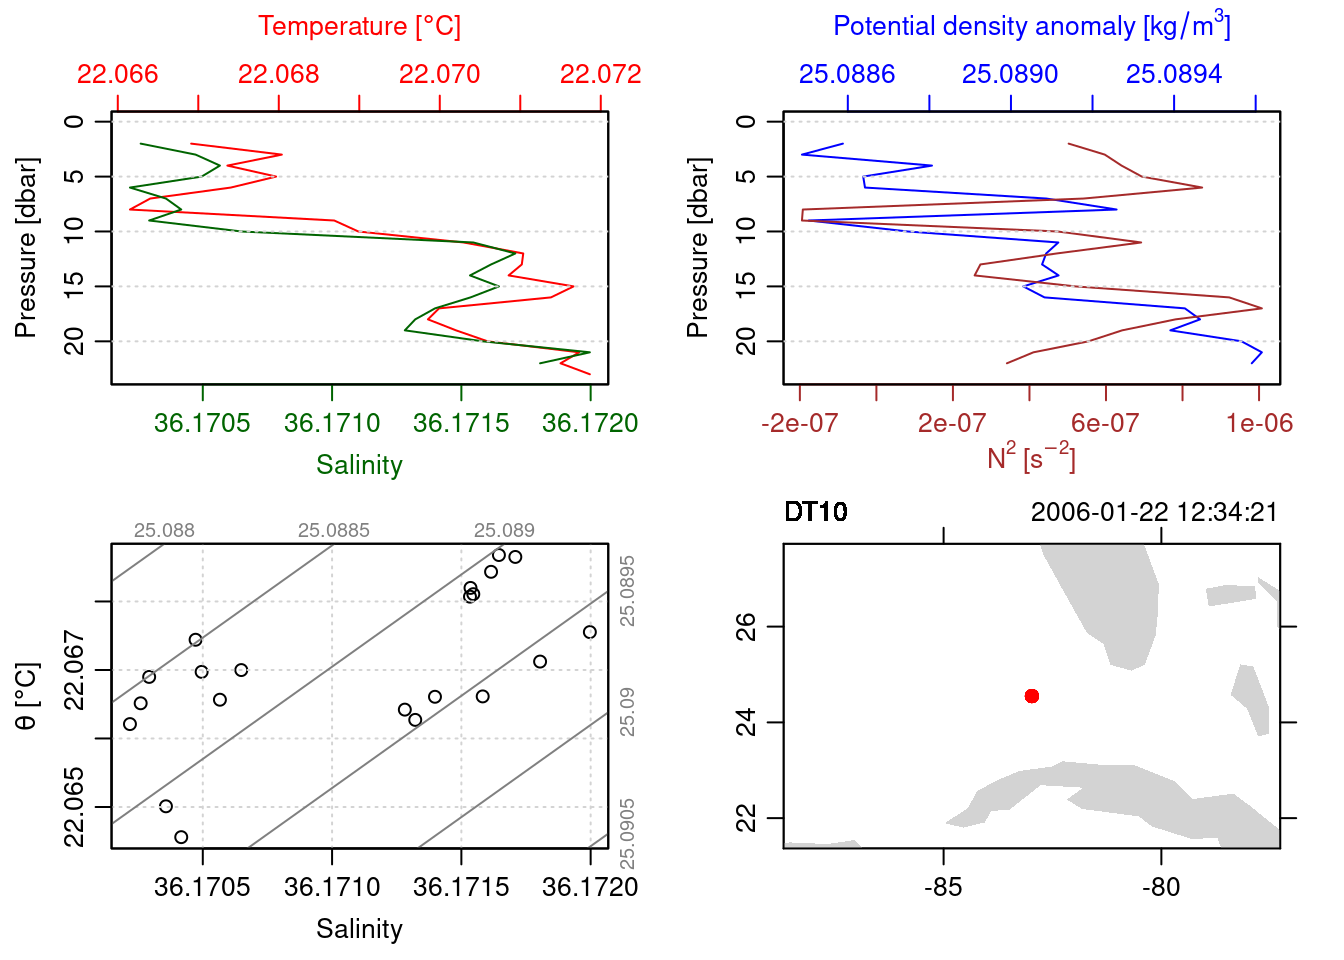 Temperature [°C]
22.066 22.068 22.070 22.072
0
5
10
15
20
Pressure [dbar]
36.1705 36.1710 36.1715 36.1720
Salinity
Potential density anomaly [kg/m³]
25.0886 25.0890 25.0894
0
5
10
15
20
Pressure [dbar]
-2e-07 2e-07 6e-07 1e-06
N² [s⁻²]
25.088 25.0885 25.089
25.0895
25.09
25.0905
22.067
22.065
θ [°C]
36.1705 36.1710 36.1715 36.1720
Salinity
DT10 2006-01-22 12:34:21
26
24
22
-85 -80